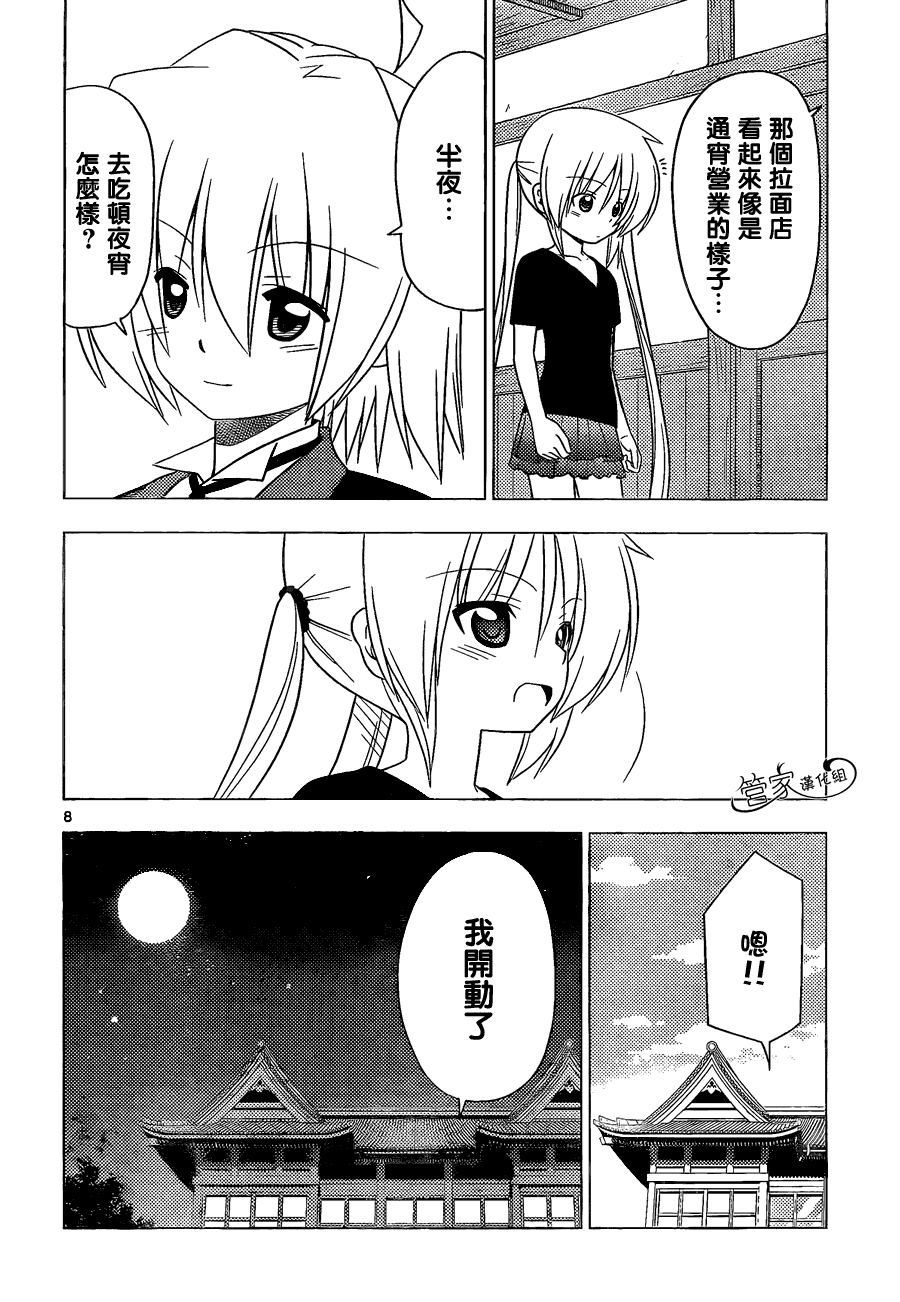 那個拉面店
看起來像是
通宵營業的樣子…
半夜…
去吃頓夜宵
怎麼樣？
管家漢化組
8
嗯!!
我開動了